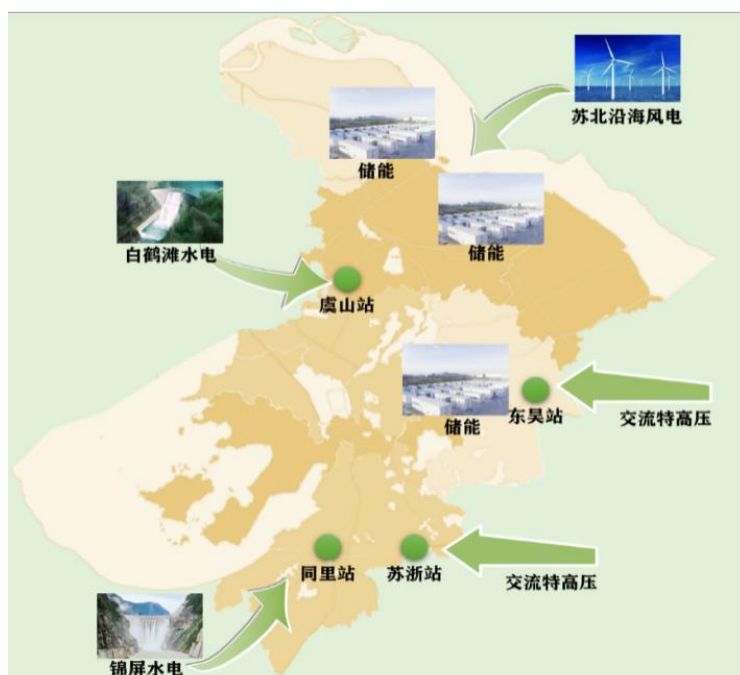 苏北沿海风电
储能
储能
白鹤滩水电
虞山站
储能
东吴站
交流特高压
同里站
苏浙站
交流特高压
锦屏水电